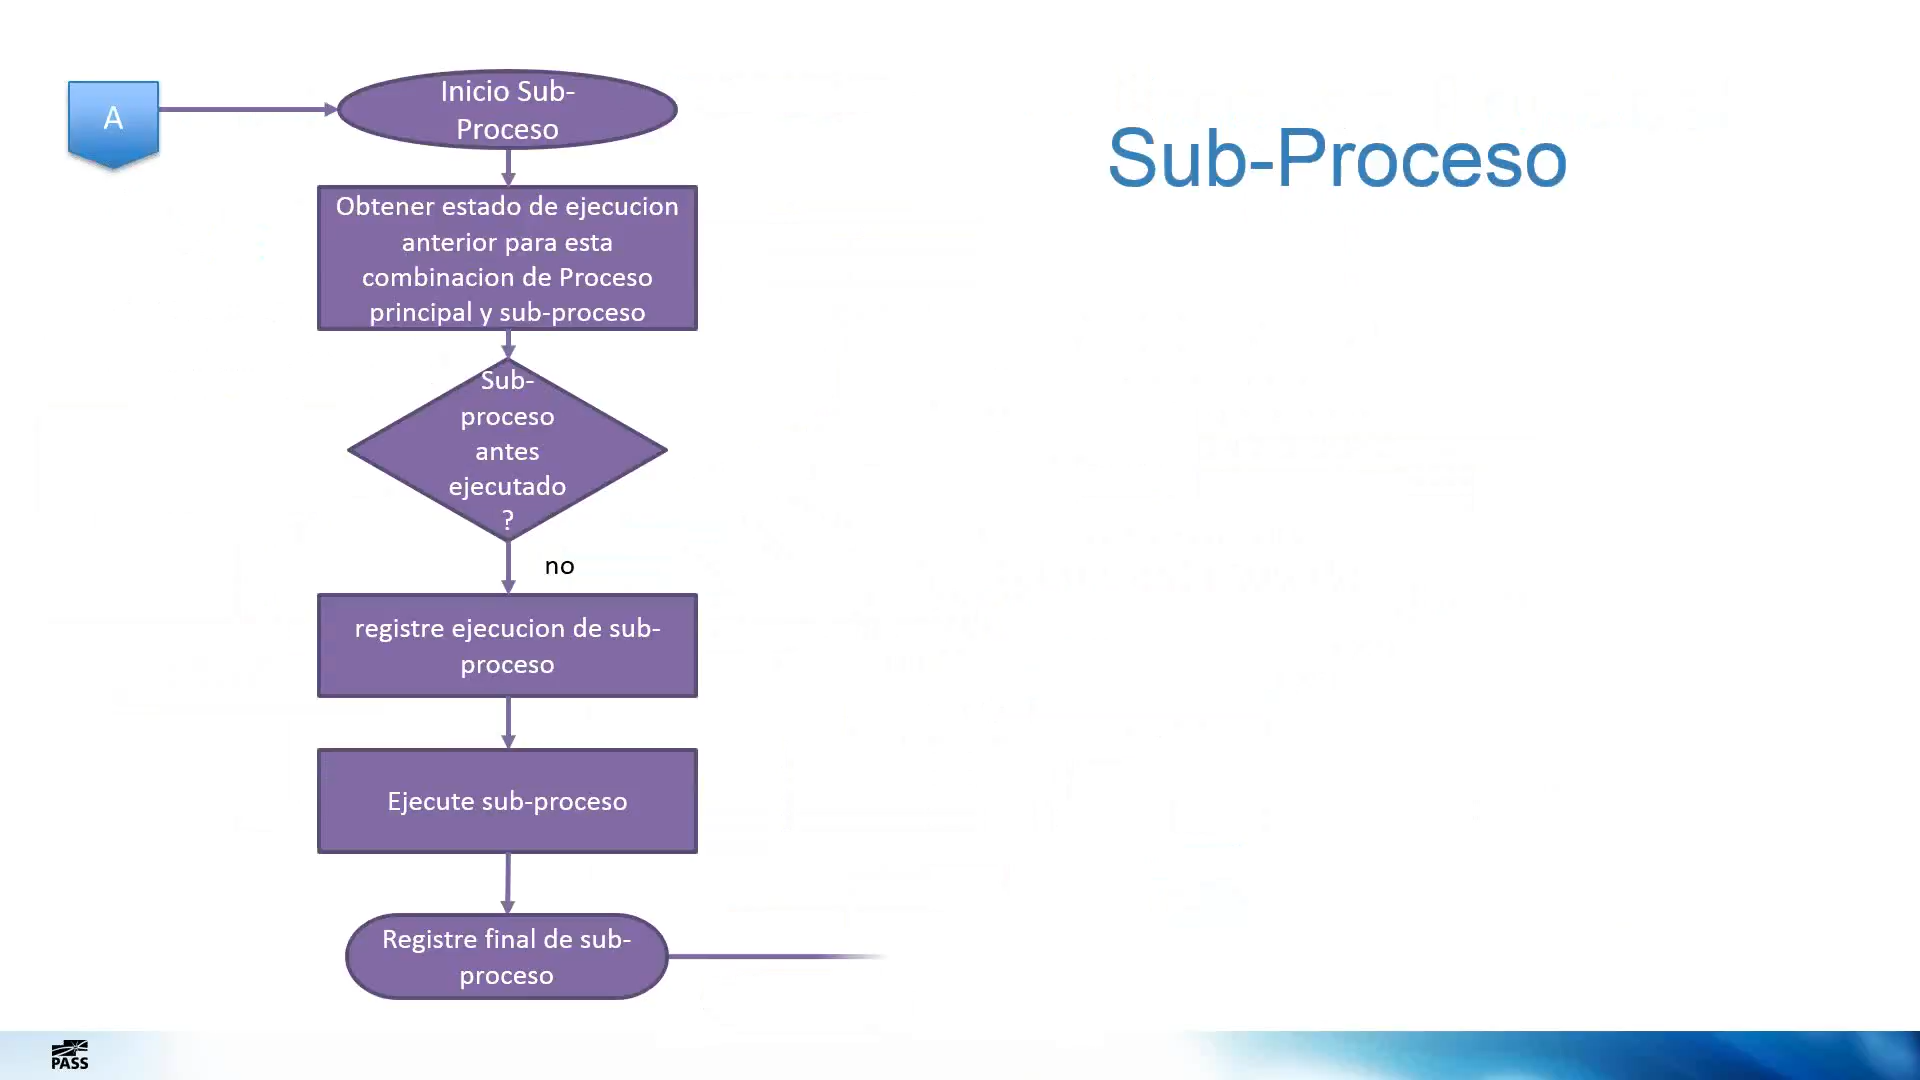 A
Inicio Sub-
Proceso
Sub-Proceso
Obtener estado de ejecucion
anterior para esta
combinacion de Proceso
principal y sub-proceso
Sub-
proceso
antes
ejecutado
?
no
registre ejecucion de sub-
proceso
Ejecute sub-proceso
Registre final de sub-
proceso
PASS